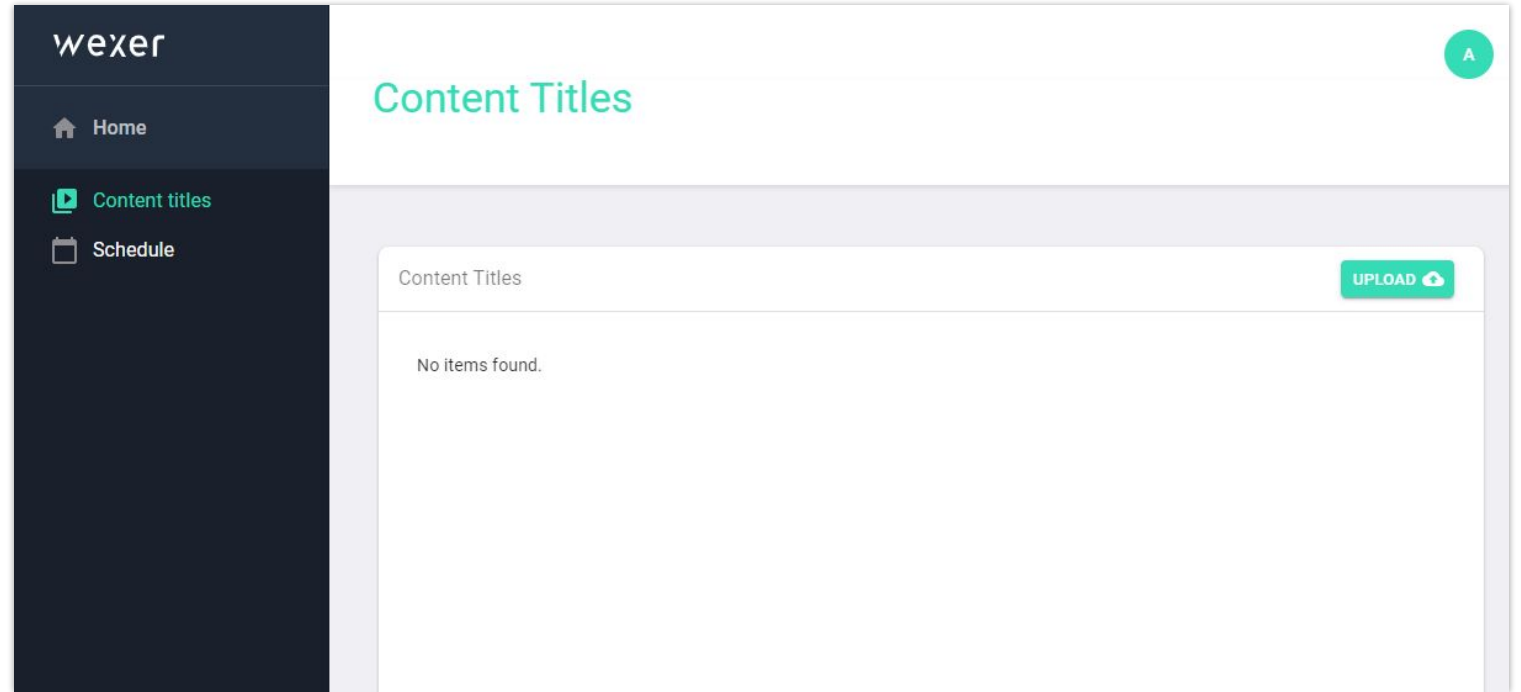 wexer
Home
Content titles
Schedule
A
Content Titles
Content Titles
UPLOAD
No items found.